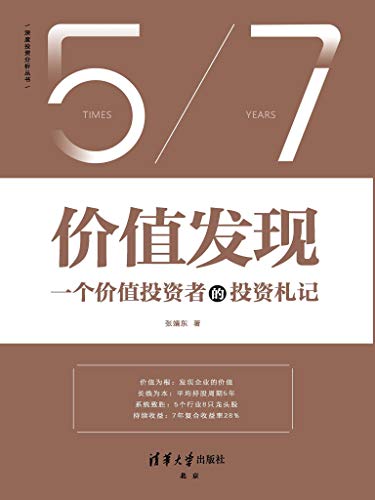 / 深度投资分析丛书 /
5/7
TIMES
YEARS
价值发现
一个价值投资者的投资札记
张端东 著
价值为根：发现企业的价值
长线为本：平均持股周期5年
系统致胜：5个行业8只龙头股
持续收益：7年复合收益率28%
清华大学出版社
北京